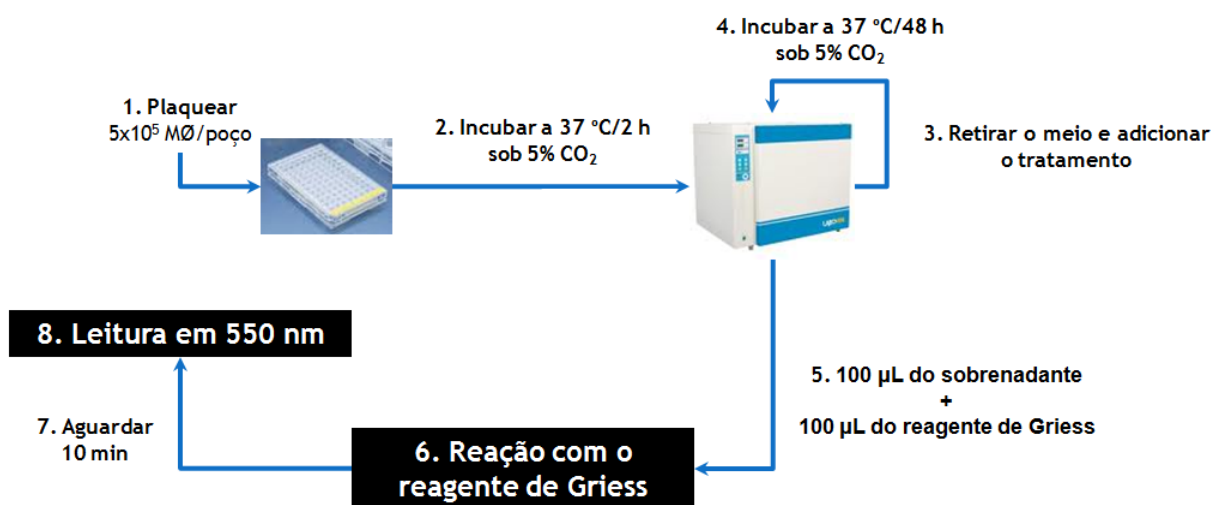 1. Plaquear
5x10⁵ MØ/poço
2. Incubar a 37 ºC/2 h
sob 5% CO₂
3. Retirar o meio e adicionar
o tratamento
4. Incubar a 37 ºC/48 h
sob 5% CO₂
5. 100 µL do sobrenadante
+
100 µL do reagente de Griess
6. Reação com o
reagente de Griess
7. Aguardar
10 min
8. Leitura em 550 nm